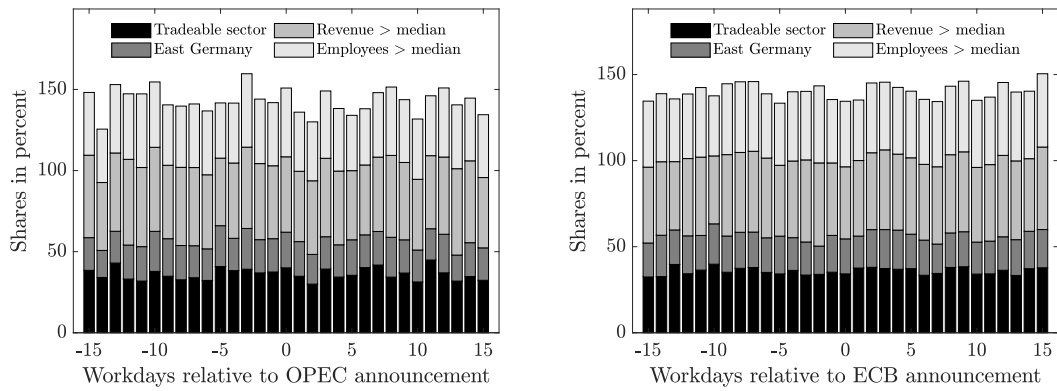 Tradeable sector
Revenue > median
East Germany
Employees > median
150
100
50
0
Shares in percent
-15 -10 -5 0 5 10 15
Workdays relative to OPEC announcement
Tradeable sector
Revenue > median
East Germany
Employees > median
150
100
50
0
Shares in percent
-15 -10 -5 0 5 10 15
Workdays relative to ECB announcement